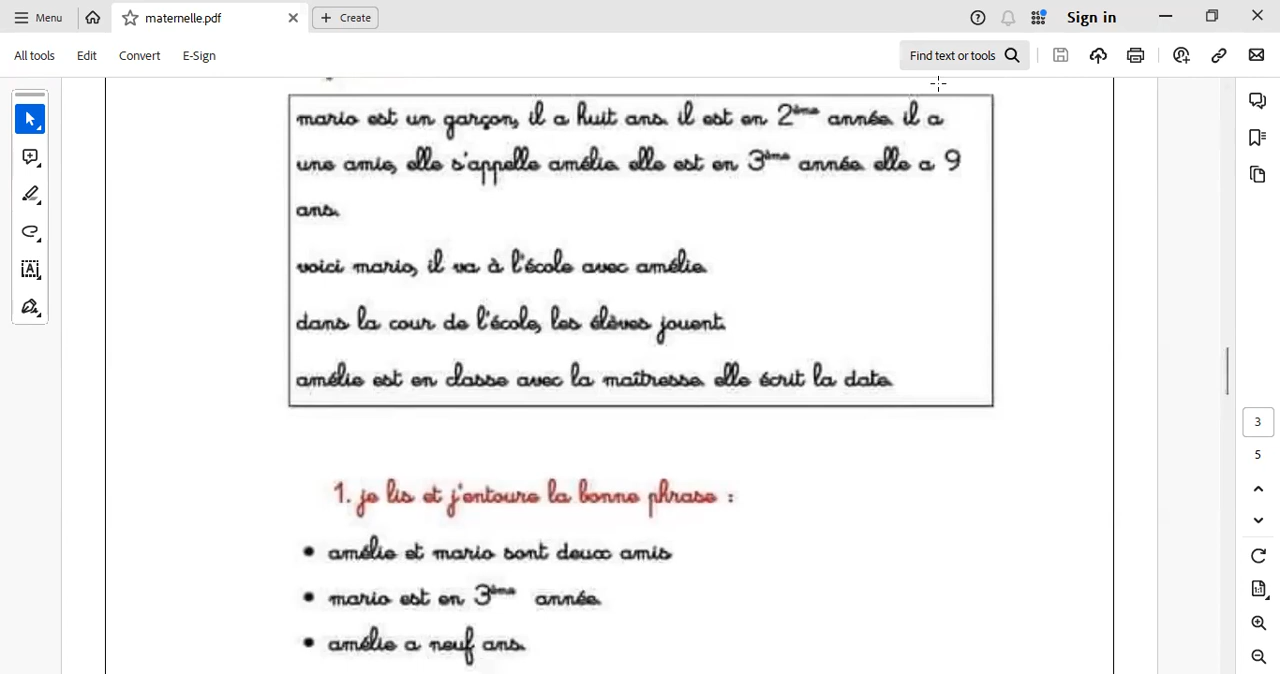 Menu
maternelle.pdf
Create
Sign in
All tools
Edit
Convert
E-Sign
Find text or tools
mario est un garçon, il a huit ans. il est en 2ème année. il a
une amie, elle s'appelle amélie. elle est en 3ème année. elle a 9
ans.
voici mario, il va à l'école avec amélie.
dans la cour de l'école, les élèves jouent.
amélie est en classe avec la maîtresse. elle écrit la date.
1. je lis et j'entoure la bonne phrase :
• amélie et mario sont deux amis
• mario est en 3ème année.
• amélie a neuf ans.
3
5